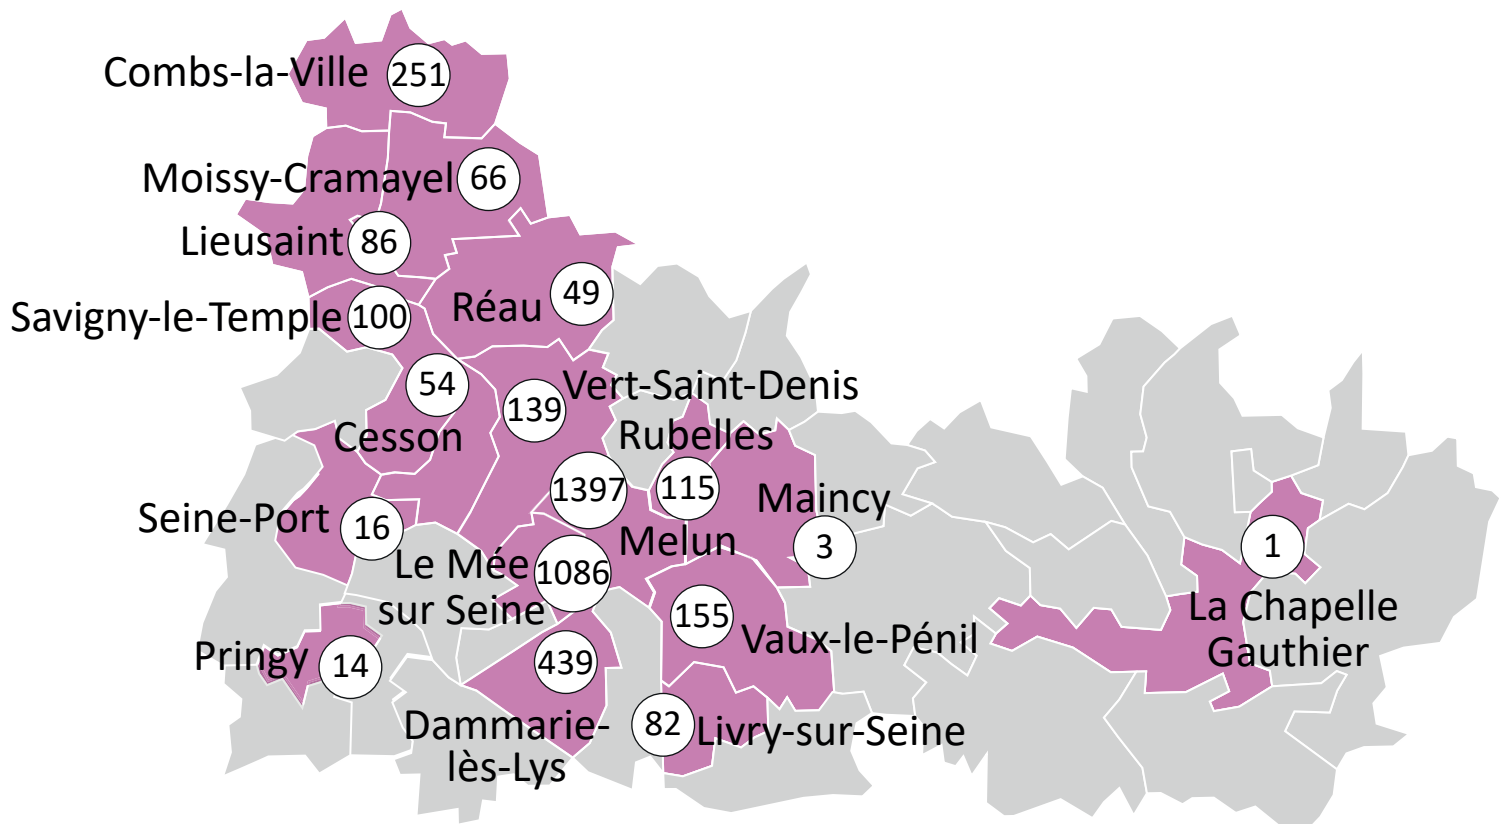 Combs-la-Ville 251
Moissy-Cramayel 66
Lieusaint 86
Réau 49
Savigny-le-Temple 100
54
Cesson
139 Vert-Saint-Denis
Rubelles
115
1397
Melun
Maincy
3
Seine-Port 16
Le Mée
sur Seine
1086
1
La Chapelle
Gauthier
155
Vaux-le-Pénil
Pringy 14
439
Dammarie-
lès-Lys
82 Livry-sur-Seine